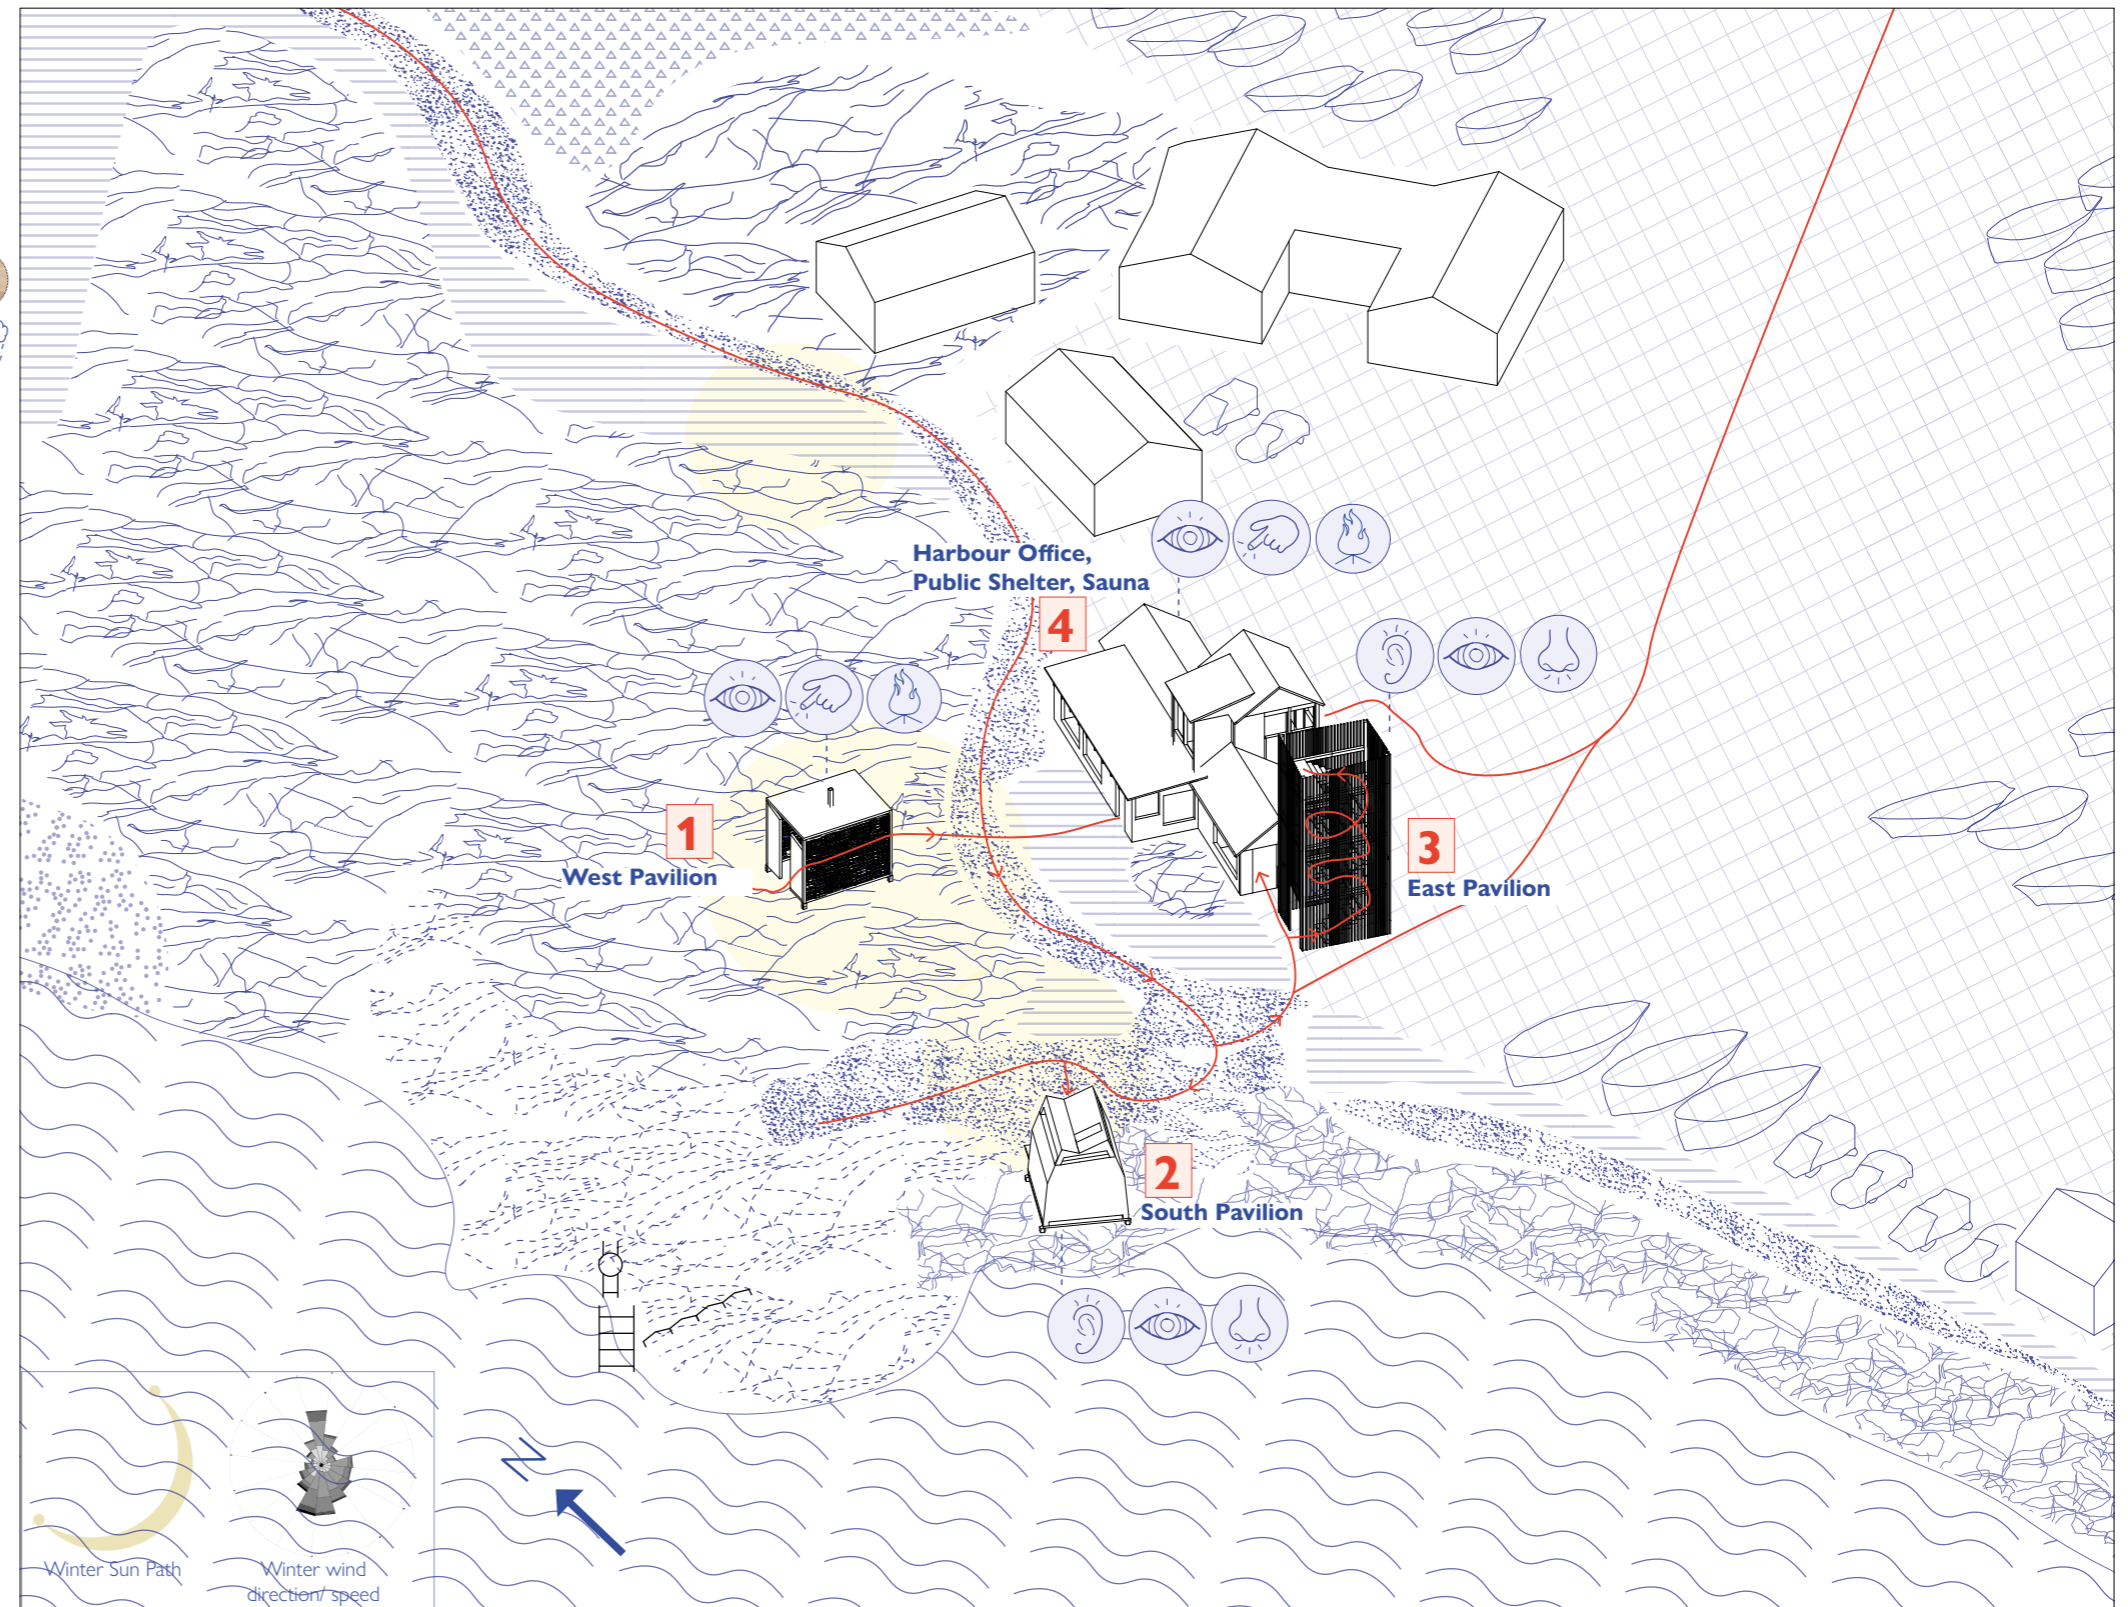 Harbour Office,
Public Shelter, Sauna
4
1
West Pavilion
3
East Pavilion
2
South Pavilion
N
Winter Sun Path
Winter wind
direction/ speed